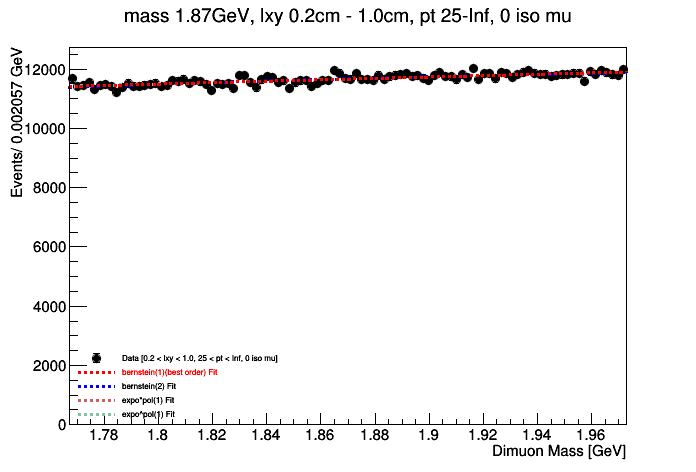 mass 1.87GeV, lxy 0.2cm - 1.0cm, pt 25-Inf, 0 iso mu
Events/ 0.002057 GeV
12000
10000
8000
6000
4000
2000
0
Data [0.2 < lxy < 1.0, 25 < pt < Inf, 0 iso mu]
bernstein(1)(best order) Fit
bernstein(2) Fit
expo*pol(1) Fit
expo^pol(1) Fit
1.78 1.8 1.82 1.84 1.86 1.88 1.9 1.92 1.94 1.96
Dimuon Mass [GeV]